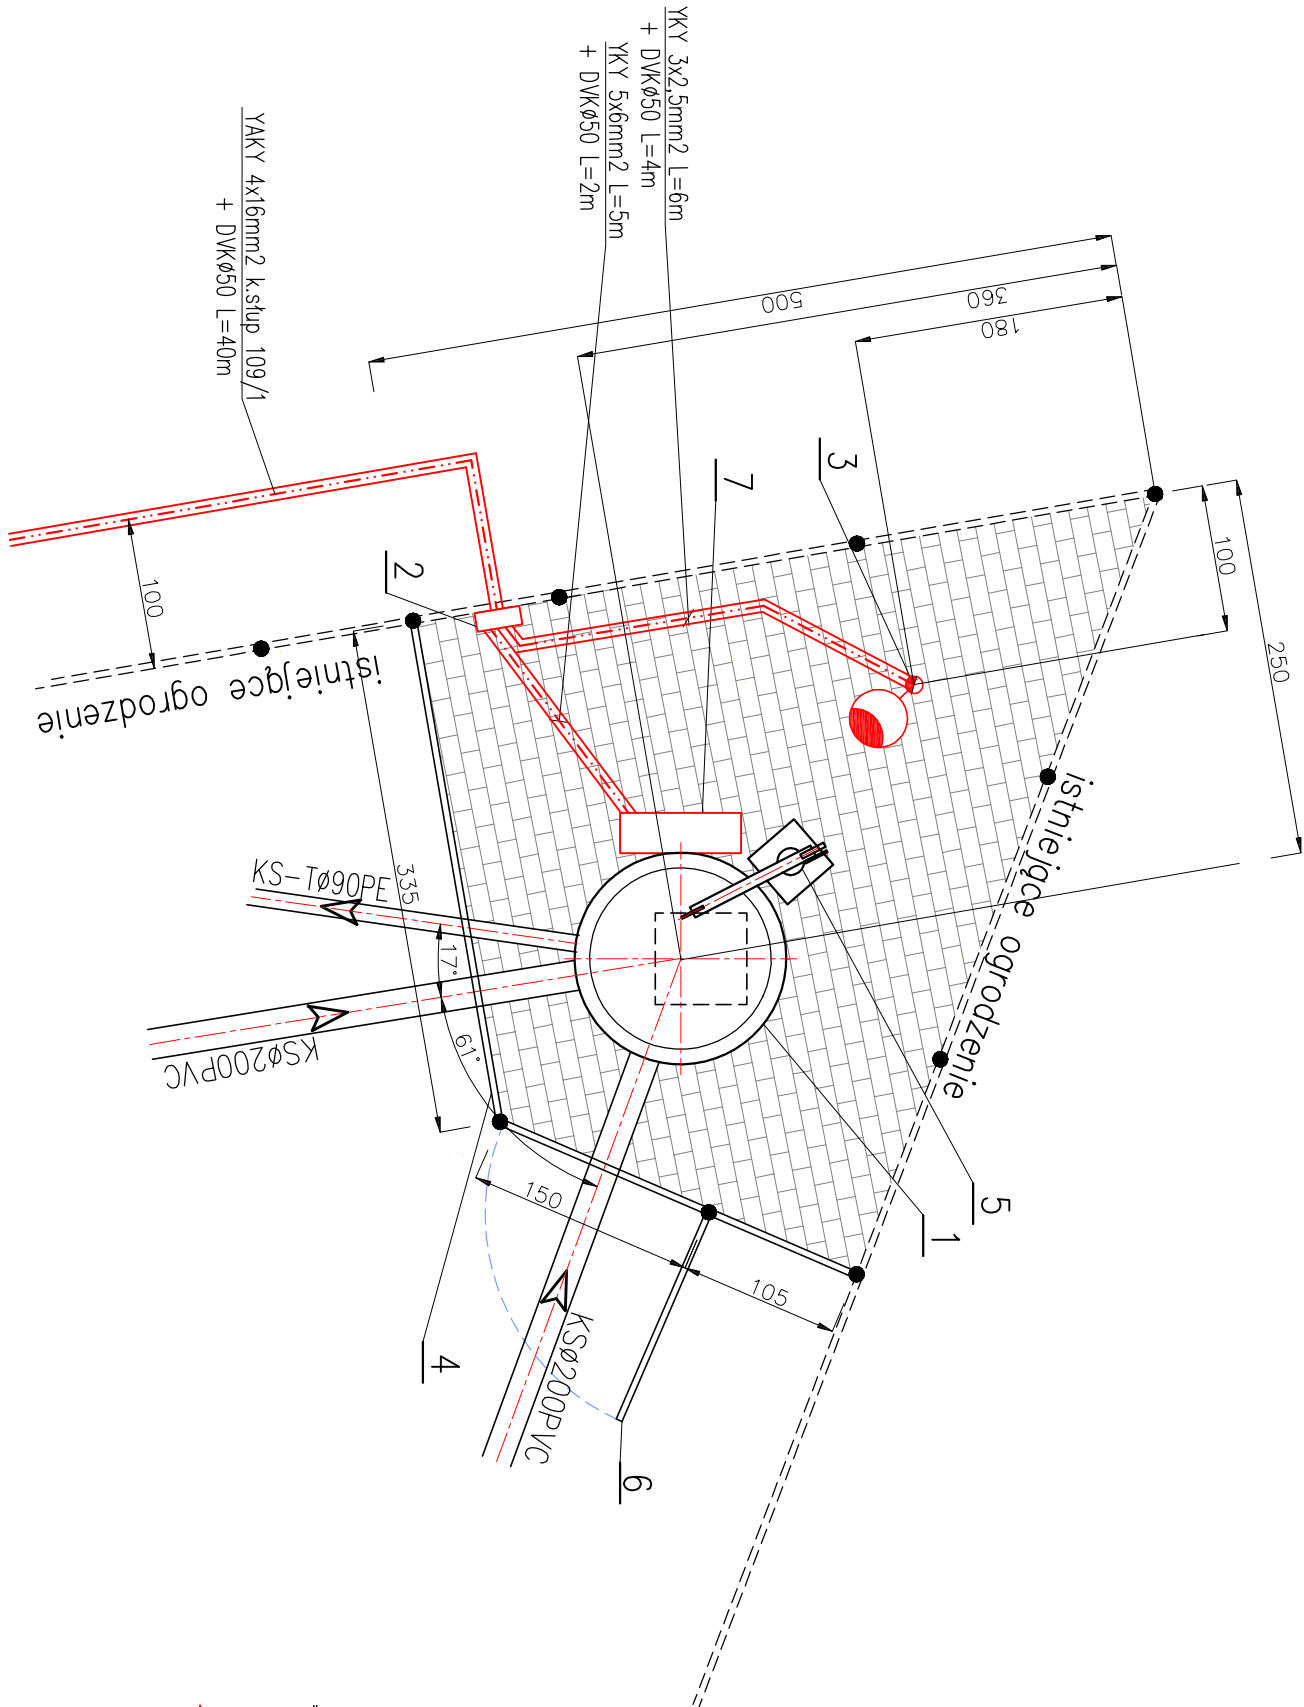 YKY 3x2,5mm2 L=6m
+ DVKø50 L=4m
YKY 5x6mm2 L=5m
+ DVKø50 L=2m
YAKY 4x16mm2 k.słup 109/1
+ DVKø50 L=40m
500
360
180
3
7
2
100
100
250
istniejące ogrodzenie
istniejące ogrodzenie
KS-Tø90PE
335
17°
KSø200PVC
61°
150
105
KSø200PVC
5
1
4
6